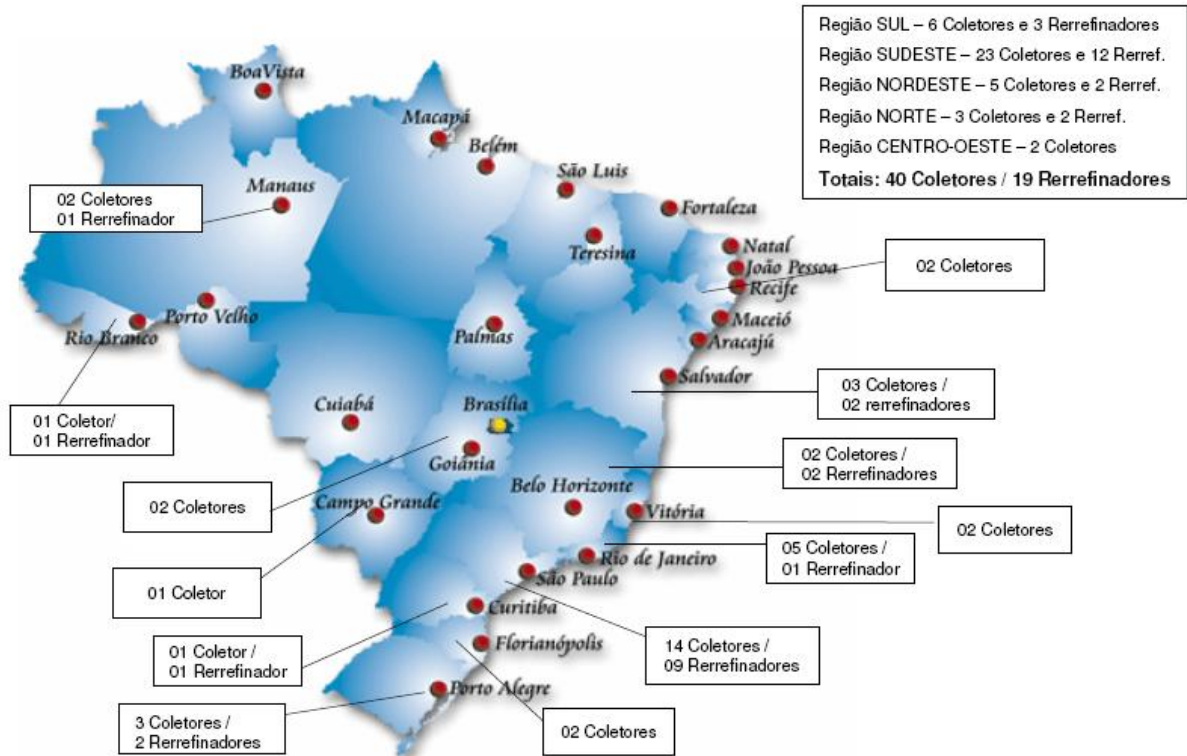 Região SUL – 6 Coletores e 3 Rerrefinadores
Região SUDESTE – 23 Coletores e 12 Rerref.
Região NORDESTE – 5 Coletores e 2 Rerref.
Região NORTE – 3 Coletores e 2 Rerref.
Região CENTRO-OESTE – 2 Coletores
Totais: 40 Coletores / 19 Rerrefinadores
BoaVista
Macapá
Belém
São Luis
Manaus
02 Coletores
01 Rerrefinador
Fortaleza
Teresina
Natal
João Pessoa
Recife
02 Coletores
Porto Velho
Rio Branco
Palmas
Maceió
Aracajú
Salvador
03 Coletores /
02 rerrefinadores
01 Coletor/
01 Rerrefinador
Cuiabá
Brasília
Goiânia
02 Coletores /
02 Rerrefinadores
02 Coletores
Campo Grande
Belo Horizonte
Vitória
02 Coletores
05 Coletores /
01 Rerrefinador
Rio de Janeiro
São Paulo
01 Coletor
Curitiba
01 Coletor /
01 Rerrefinador
Florianópolis
14 Coletores /
09 Rerrefinadores
Porto Alegre
3 Coletores /
2 Rerrefinadores
02 Coletores